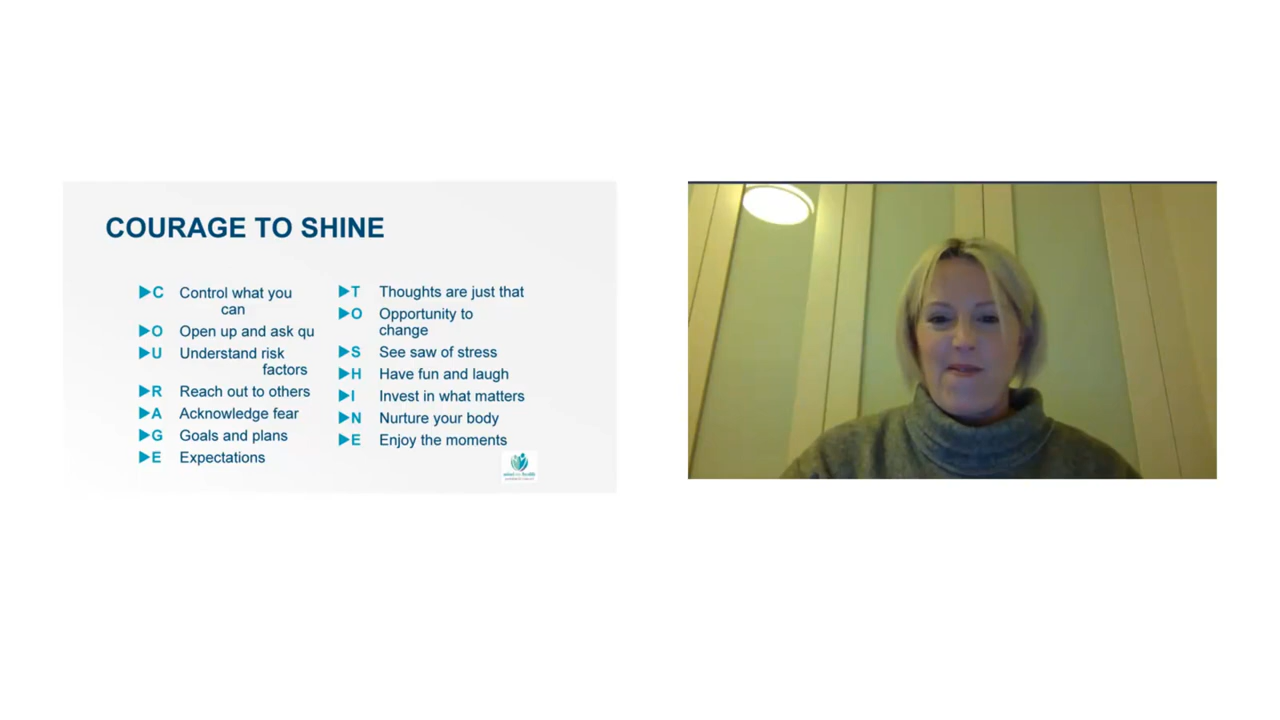 COURAGE TO SHINE
▶C Control what you
can
▶O Open up and ask qu
▶U Understand risk
factors
▶R Reach out to others
▶A Acknowledge fear
▶G Goals and plans
▶E Expectations
▶T Thoughts are just that
▶O Opportunity to
change
▶S See saw of stress
▶H Have fun and laugh
▶I Invest in what matters
▶N Nurture your body
▶E Enjoy the moments